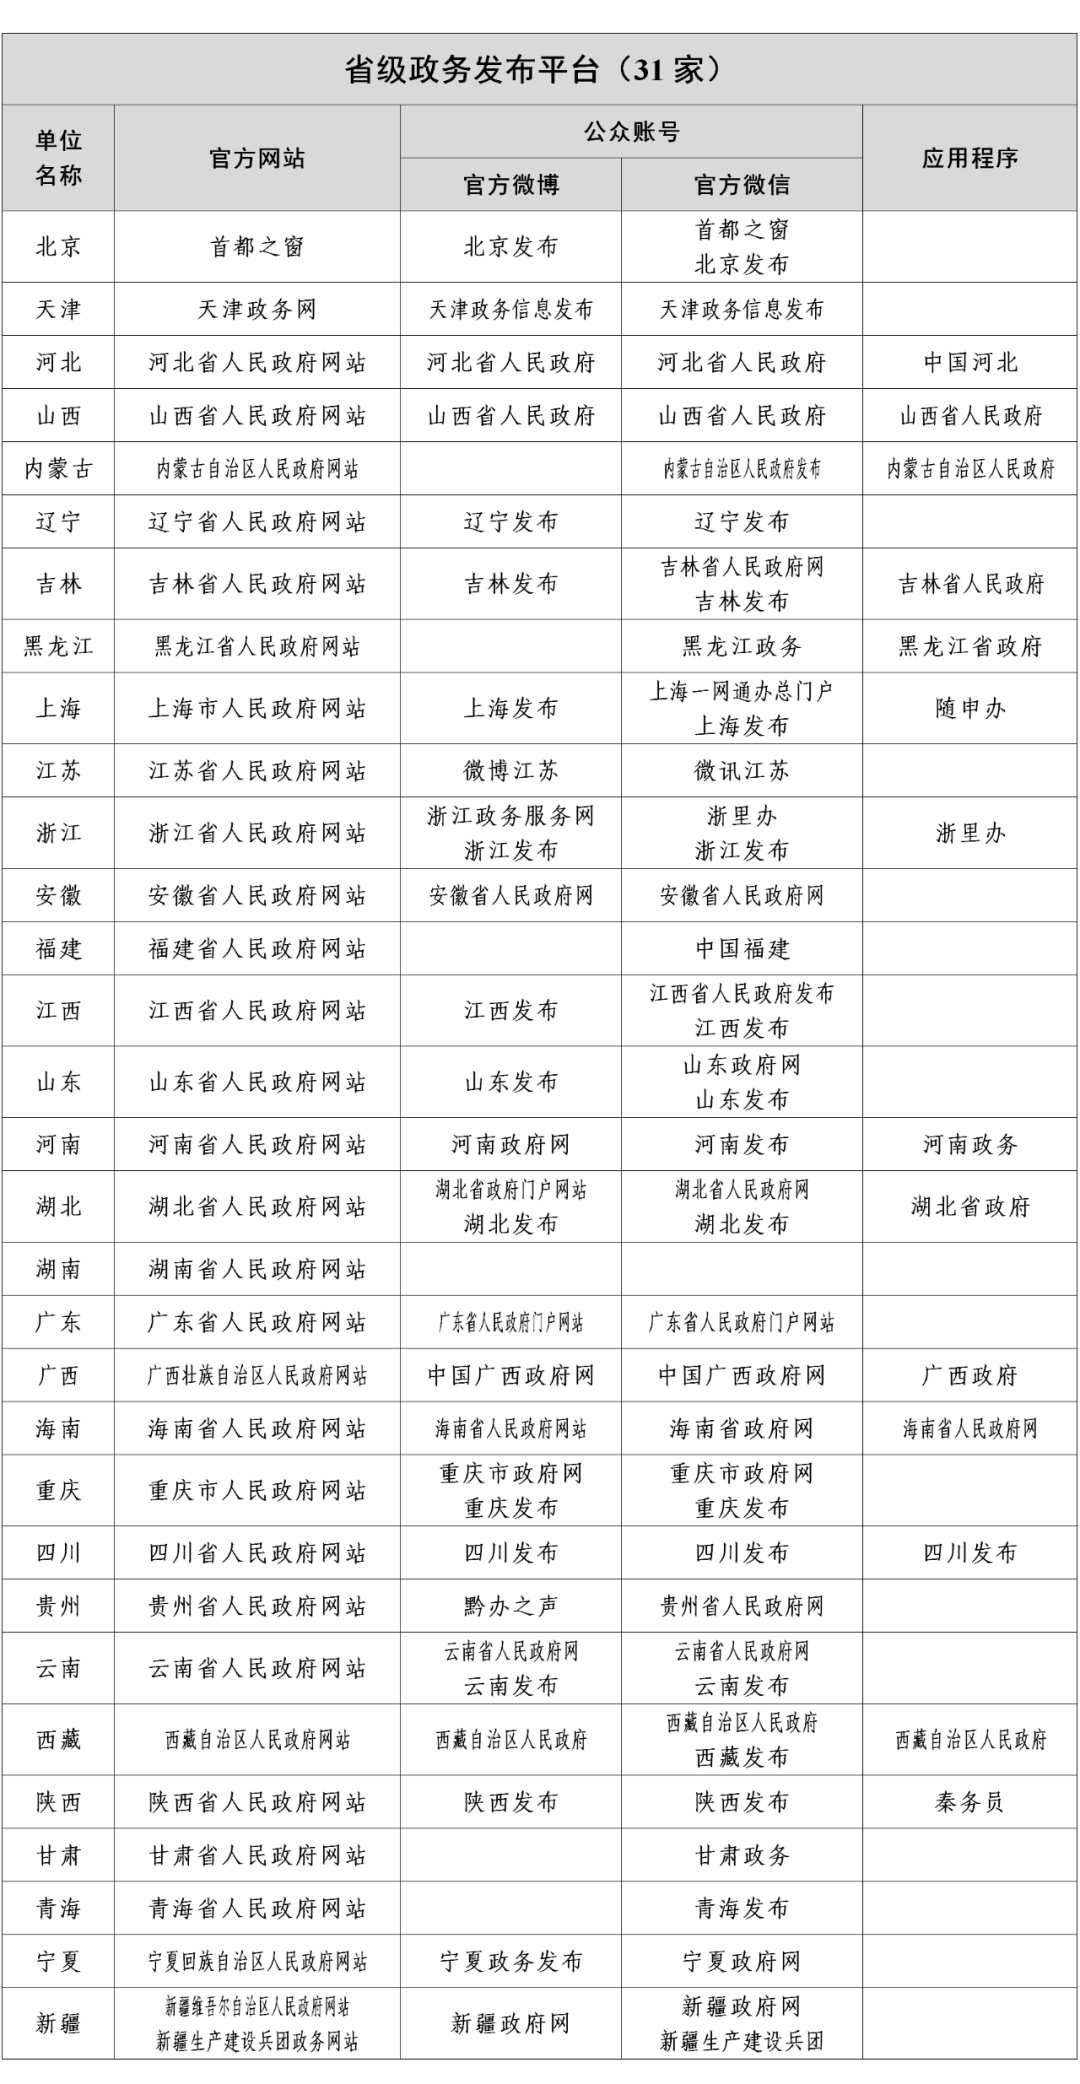 省级政务发布平台（31 家）
单位
名称
官方网站
公众账号
官方微博
官方微信
应用程序
北京
首都之窗
北京发布
首都之窗
北京发布
天津
天津政务网
天津政务信息发布
天津政务信息发布
河北
河北省人民政府网站
河北省人民政府
河北省人民政府
中国河北
山西
山西省人民政府网站
山西省人民政府
山西省人民政府
山西省人民政府
内蒙古
内蒙古自治区人民政府网站
内蒙古自治区人民政府发布
内蒙古自治区人民政府
辽宁
辽宁省人民政府网站
辽宁发布
辽宁发布
吉林
吉林省人民政府网站
吉林发布
吉林省人民政府网
吉林发布
吉林省人民政府
黑龙江
黑龙江省人民政府网站
黑龙江政务
黑龙江省政府
上海
上海市人民政府网站
上海发布
上海一网通办总门户
上海发布
随申办
江苏
江苏省人民政府网站
微博江苏
微讯江苏
浙江
浙江省人民政府网站
浙江政务服务网
浙江发布
浙里办
浙江发布
浙里办
安徽
安徽省人民政府网站
安徽省人民政府网
安徽省人民政府网
福建
福建省人民政府网站
中国福建
江西
江西省人民政府网站
江西发布
江西省人民政府发布
江西发布
山东
山东省人民政府网站
山东发布
山东政府网
山东发布
河南
河南省人民政府网站
河南政府网
河南发布
河南政务
湖北
湖北省人民政府网站
湖北省政府门户网站
湖北发布
湖北省人民政府网
湖北发布
湖北省政府
湖南
湖南省人民政府网站
广东
广东省人民政府网站
广东省人民政府门户网站
广东省人民政府门户网站
广西
广西壮族自治区人民政府网站
中国广西政府网
中国广西政府网
广西政府
海南
海南省人民政府网站
海南省人民政府网站
海南省政府网
海南省人民政府网
重庆
重庆市人民政府网站
重庆市政府网
重庆发布
重庆市政府网
重庆发布
四川
四川省人民政府网站
四川发布
四川发布
四川发布
贵州
贵州省人民政府网站
黔办之声
贵州省人民政府网
云南
云南省人民政府网站
云南省人民政府网
云南发布
云南省人民政府网
云南发布
西藏
西藏自治区人民政府网站
西藏自治区人民政府
西藏自治区人民政府
西藏发布
西藏自治区人民政府
陕西
陕西省人民政府网站
陕西发布
陕西发布
秦务员
甘肃
甘肃省人民政府网站
甘肃政务
青海
青海省人民政府网站
青海发布
宁夏
宁夏回族自治区人民政府网站
宁夏政务发布
宁夏政府网
新疆
新疆维吾尔自治区人民政府网站
新疆生产建设兵团政务网站
新疆政府网
新疆政府网
新疆生产建设兵团